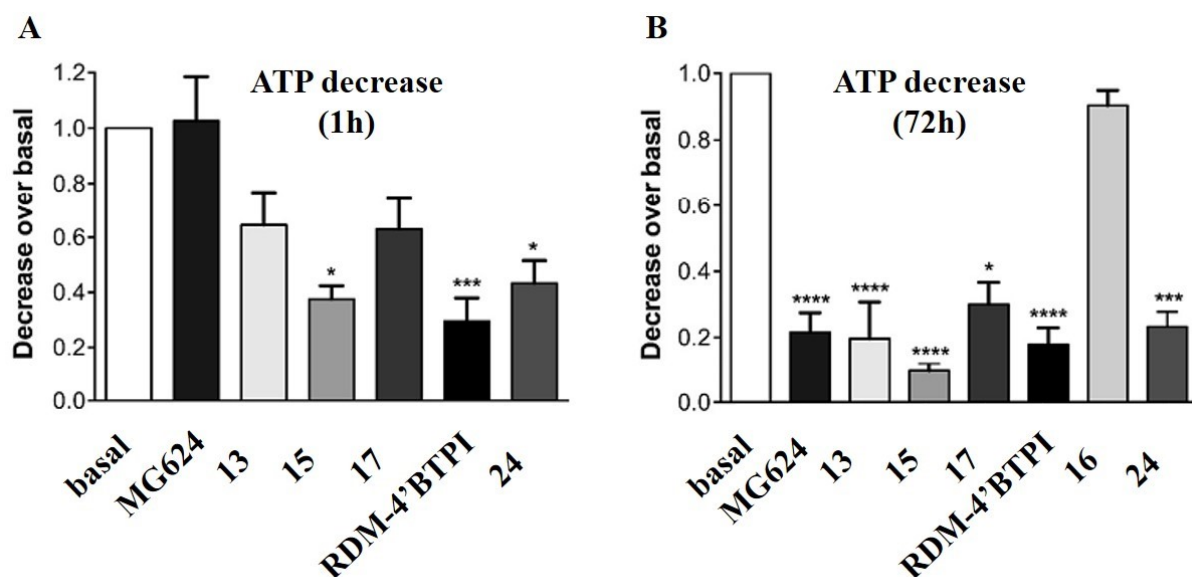 A
ATP decrease
(1h)
Decrease over basal
1.2
1.0
0.8
0.6
0.4
0.2
0.0
*
***
*
basal
MG624
13
15
17
RDM-4’BTPI
24
B
ATP decrease
(72h)
Decrease over basal
1.0
0.8
0.6
0.4
0.2
0.0
****
****
****
*
****
***
basal
MG624
13
15
17
RDM-4’BTPI
16
24